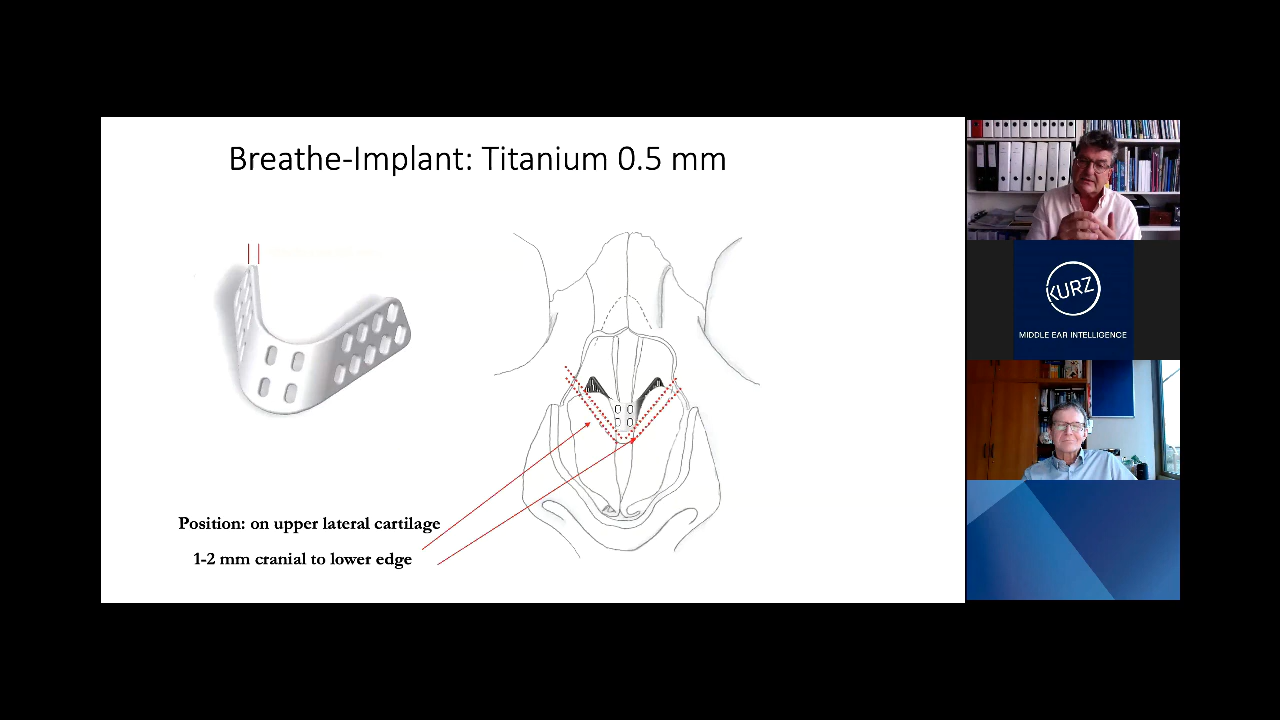 Breathe-Implant: Titanium 0.5 mm
Position: on upper lateral cartilage
1-2 mm cranial to lower edge
KURZ
MIDDLE EAR INTELLIGENCE